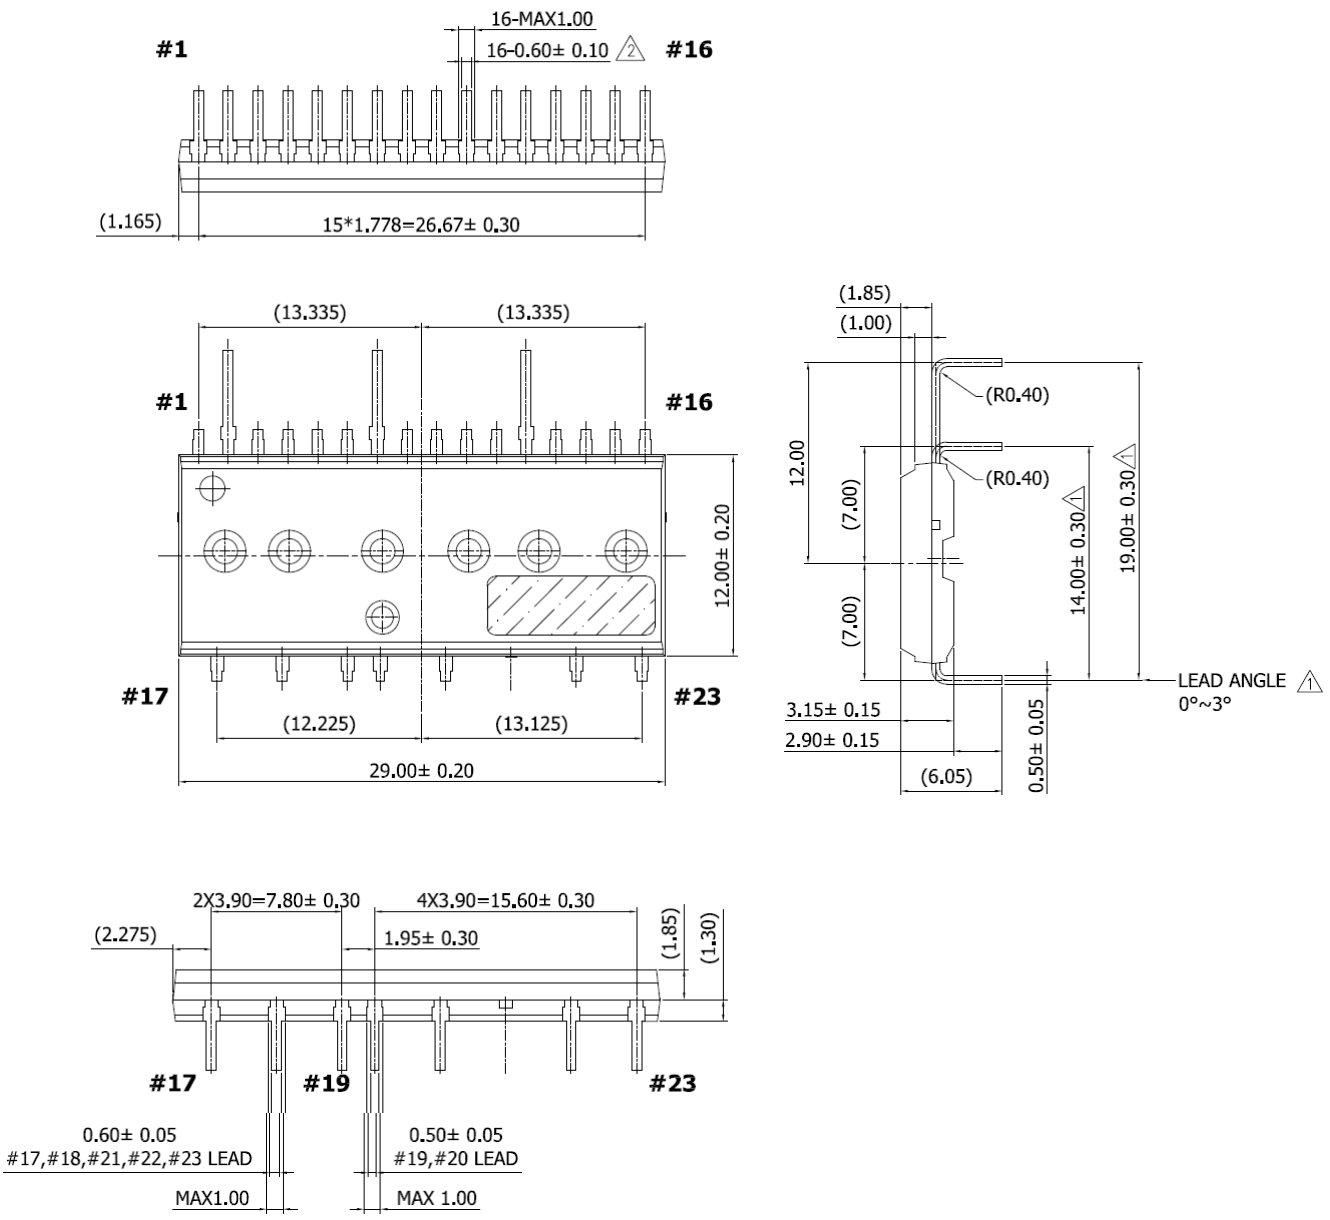 16-MAX1.00
#1
16-0.60± 0.10 2
#16
(1.165)
15*1.778=26.67± 0.30
(13.335)
(13.335)
#1
#16
12.00± 0.20
#17
#23
(12.225)
(13.125)
29.00± 0.20
(1.85)
(1.00)
(R0.40)
(R0.40)
12.00
(7.00)
(7.00)
14.00± 0.30 1
19.00± 0.30 1
LEAD ANGLE 1
0°~3°
3.15± 0.15
2.90± 0.15
(6.05)
0.50± 0.05
2X3.90=7.80± 0.30
4X3.90=15.60± 0.30
(2.275)
1.95± 0.30
(1.85)
(1.30)
#17
#19
#23
0.60± 0.05
#17,#18,#21,#22,#23 LEAD
MAX1.00
0.50± 0.05
#19,#20 LEAD
MAX 1.00